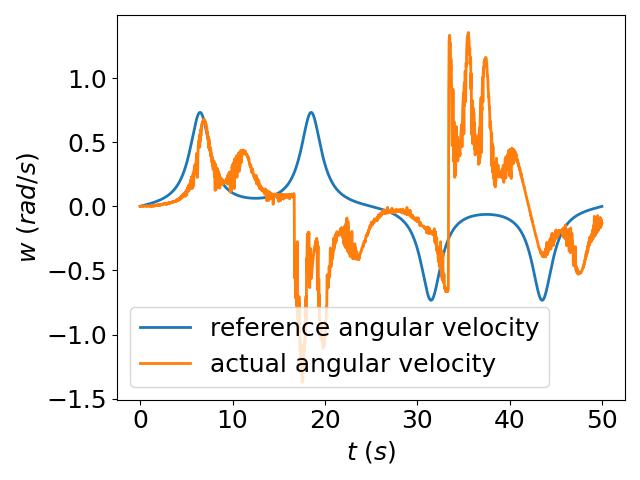 1.0
0.5
0.0
−0.5
−1.0
−1.5
w (rad/s)
reference angular velocity
actual angular velocity
0 10 20 30 40 50
t (s)